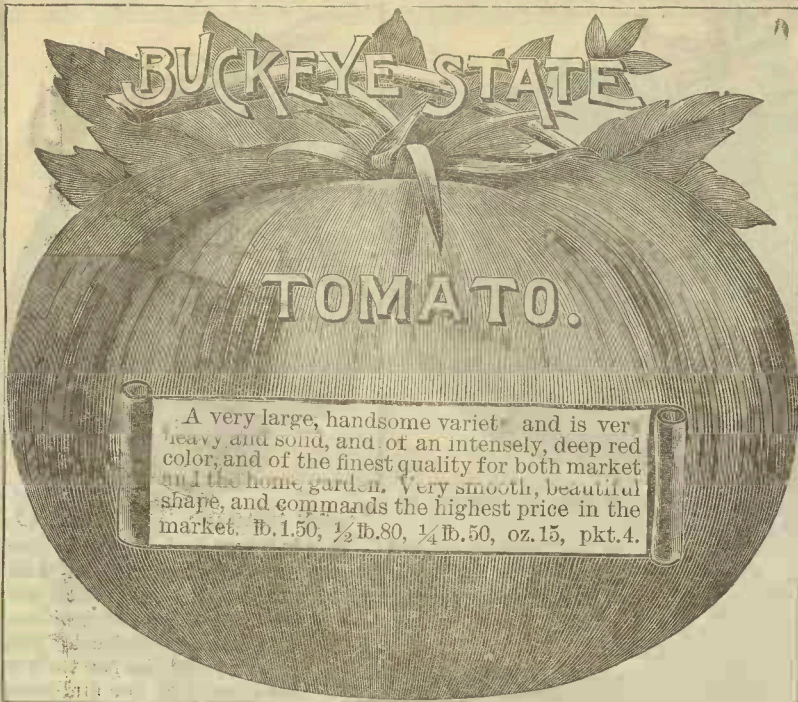 BUCKEYE STATE
TOMATO.
A very large, handsome variet and is ver
heavy and solid, and of an intensely, deep red
color, and of the finest quality for both market
and the home garden. Very smooth, beautiful
shape, and commands the highest price in the
market. lb. 1.50, ½ lb. 80, ¼ lb. 50, oz. 15, pkt. 4.